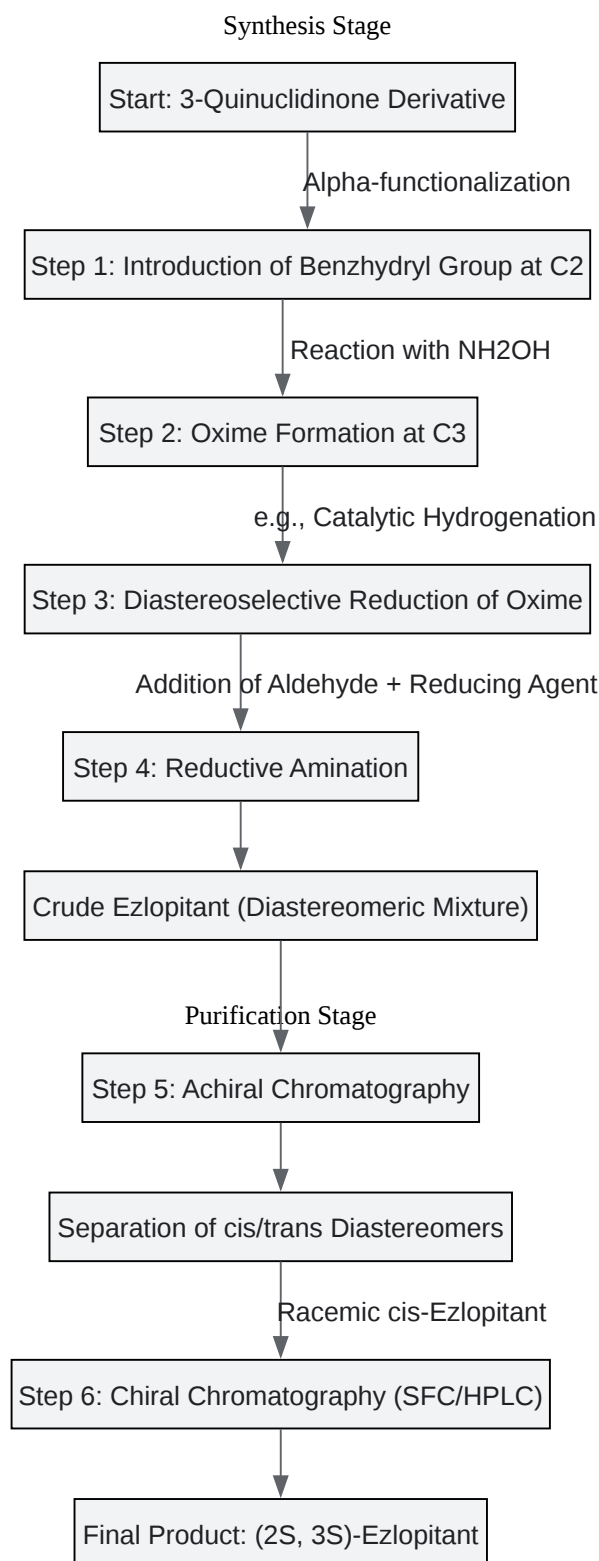 Synthesis Stage
Start: 3-Quinuclidinone Derivative
Alpha-functionalization
Step 1: Introduction of Benzhydryl Group at C2
Reaction with NH2OH
Step 2: Oxime Formation at C3
e.g., Catalytic Hydrogenation
Step 3: Diastereoselective Reduction of Oxime
Addition of Aldehyde + Reducing Agent
Step 4: Reductive Amination
Crude Ezlopitant (Diastereomeric Mixture)
Purification Stage
Step 5: Achiral Chromatography
Separation of cis/trans Diastereomers
Racemic cis-Ezlopitant
Step 6: Chiral Chromatography (SFC/HPLC)
Final Product: (2S, 3S)-Ezlopitant